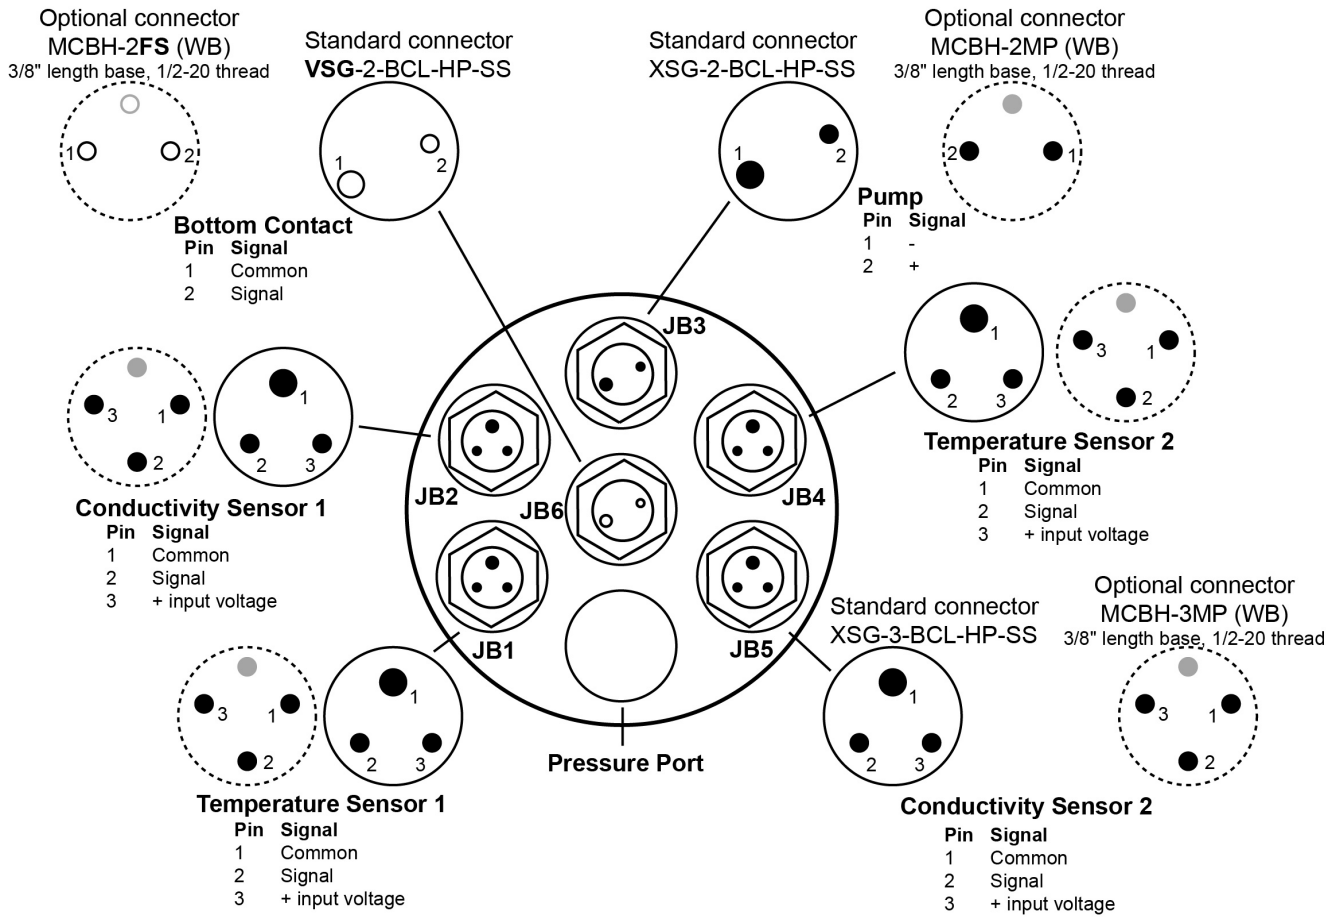 Optional connector
MCBH-2FS (WB)
3/8" length base, 1/2-20 thread
1
2
Standard connector
VSG-2-BCL-HP-SS
1
2
Standard connector
XSG-2-BCL-HP-SS
1
2
Optional connector
MCBH-2MP (WB)
3/8" length base, 1/2-20 thread
2
1
Bottom Contact
Pin Signal
1 Common
2 Signal
Pump
Pin Signal
1 -
2 +
JB3
JB2
JB6
JB4
JB1
JB5
Pressure Port
3
1
2
1
2
3
Conductivity Sensor 1
Pin Signal
1 Common
2 Signal
3 + input voltage
1
2
3
3
1
2
Temperature Sensor 2
Pin Signal
1 Common
2 Signal
3 + input voltage
3
1
2
1
2
3
Temperature Sensor 1
Pin Signal
1 Common
2 Signal
3 + input voltage
Standard connector
XSG-3-BCL-HP-SS
1
2
3
Optional connector
MCBH-3MP (WB)
3/8" length base, 1/2-20 thread
3
1
2
Conductivity Sensor 2
Pin Signal
1 Common
2 Signal
3 + input voltage